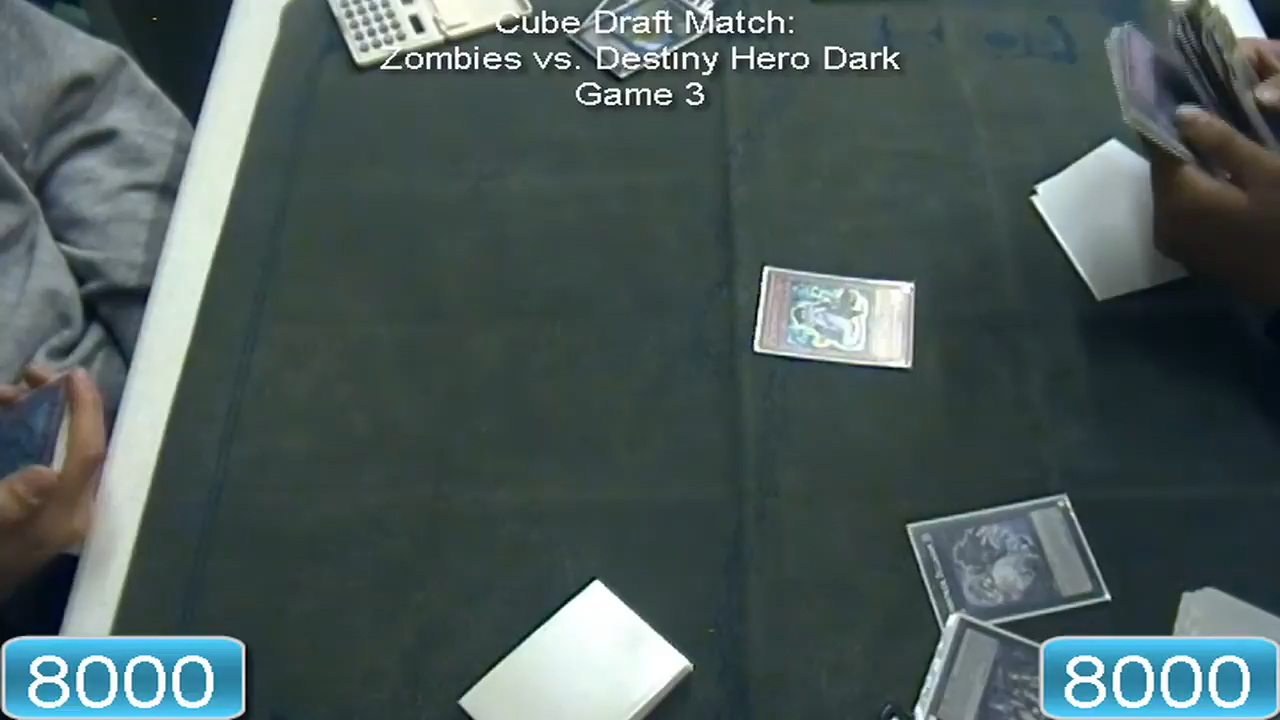 Cube Draft Match:
Zombies vs. Destiny Hero Dark
Game 3
8000
8000